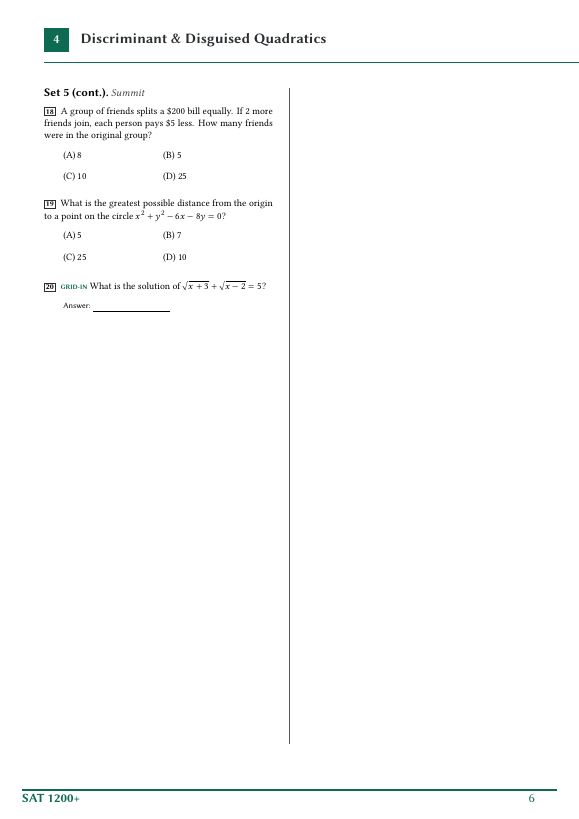 4 Discriminant & Disguised Quadratics
Set 5 (cont.). Summit
18 A group of friends splits a $200 bill equally. If 2 more
friends join, each person pays $5 less. How many friends
were in the original group?
(A) 8 (B) 5
(C) 10 (D) 25
19 What is the greatest possible distance from the origin
to a point on the circle x² + y² − 6x − 8y = 0?
(A) 5 (B) 7
(C) 25 (D) 10
20 GRID-IN What is the solution of √(x + 3) + √(x − 2) = 5?
Answer:
SAT 1200+ 6